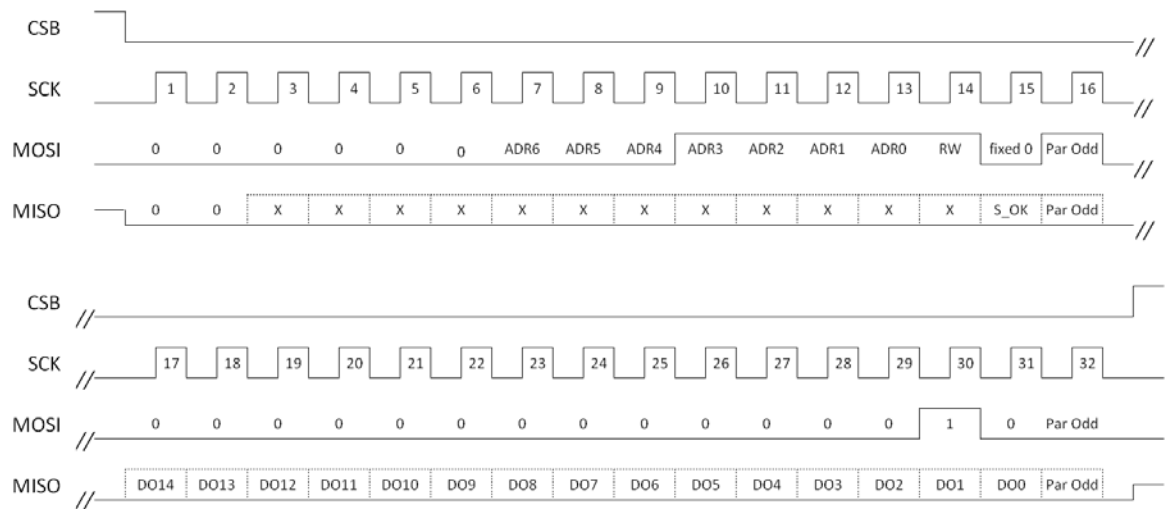 CSB
SCK 1 2 3 4 5 6 7 8 9 10 11 12 13 14 15 16
MOSI 0 0 0 0 0 0 ADR6 ADR5 ADR4 ADR3 ADR2 ADR1 ADR0 RW fixed 0 Par Odd
MISO 0 0 X X X X X X X X X X X X S_OK Par Odd
CSB
SCK 17 18 19 20 21 22 23 24 25 26 27 28 29 30 31 32
MOSI 0 0 0 0 0 0 0 0 0 0 0 0 0 1 0 Par Odd
MISO DO14 DO13 DO12 DO11 DO10 DO9 DO8 DO7 DO6 DO5 DO4 DO3 DO2 DO1 DO0 Par Odd